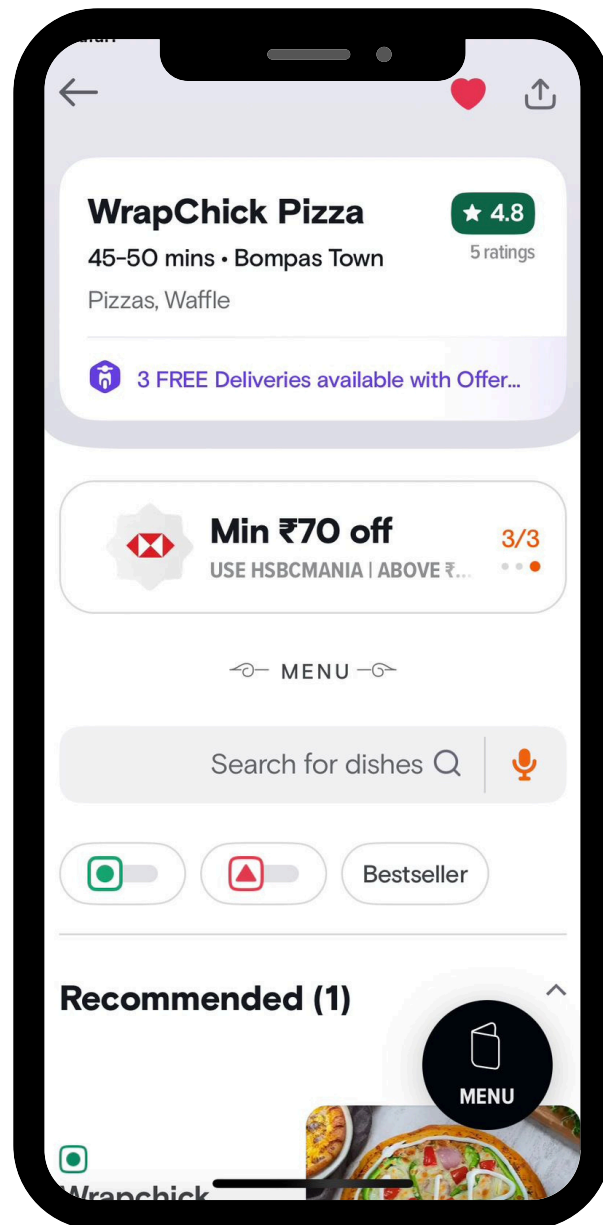 WrapChick Pizza
★ 4.8
45-50 mins • Bompas Town
5 ratings
Pizzas, Waffle
3 FREE Deliveries available with Offer...
Min ₹70 off
3/3
USE HSBCMANIA | ABOVE ₹...
MENU
Search for dishes
Bestseller
Recommended (1)
MENU
Wrapchick